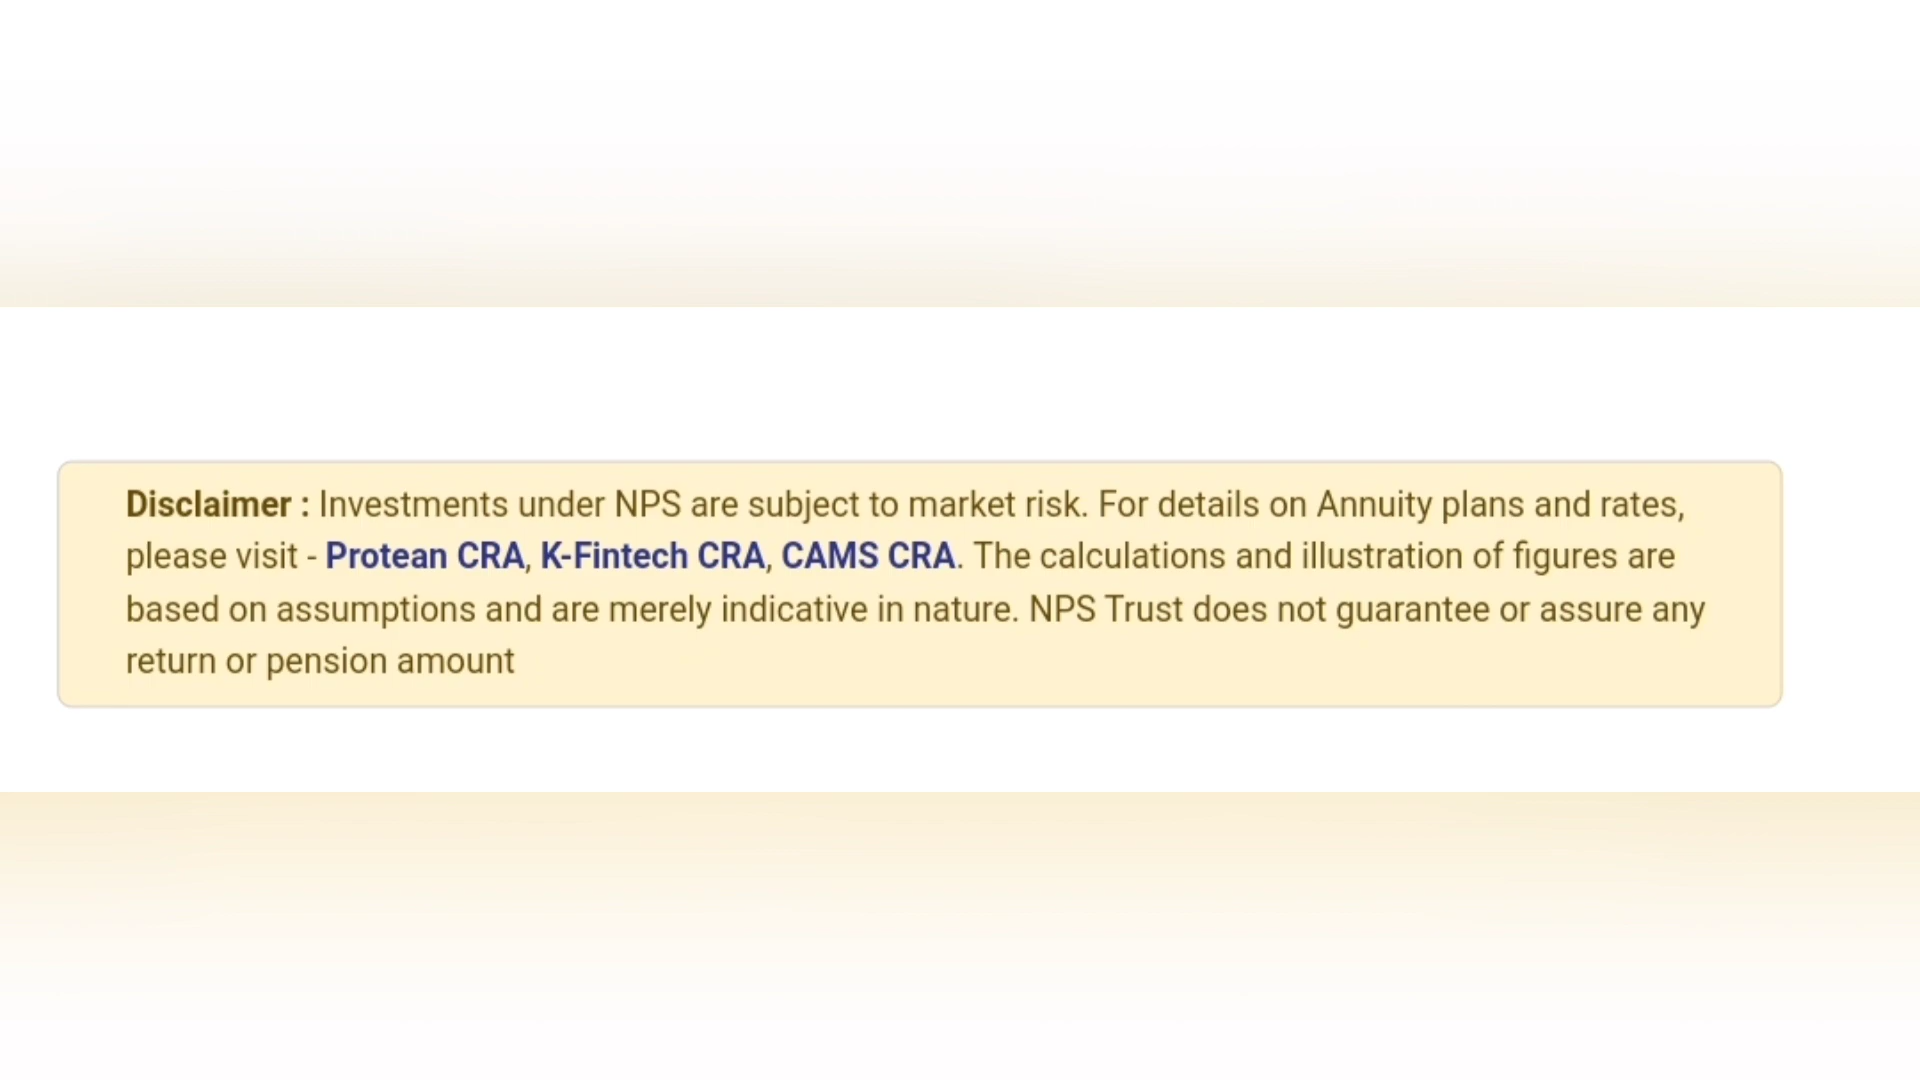 Disclaimer : Investments under NPS are subject to market risk. For details on Annuity plans and rates,
please visit - Protean CRA, K-Fintech CRA, CAMS CRA. The calculations and illustration of figures are
based on assumptions and are merely indicative in nature. NPS Trust does not guarantee or assure any
return or pension amount